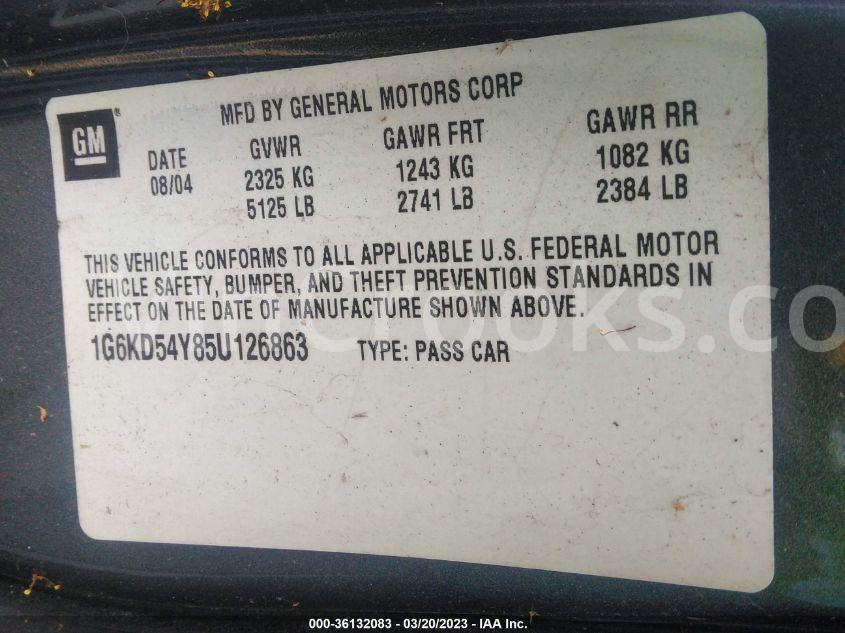 MFD BY GENERAL MOTORS CORP
GM
DATE GVWR GAWR FRT GAWR RR
08/04 2325 KG 1243 KG 1082 KG
5125 LB 2741 LB 2384 LB
THIS VEHICLE CONFORMS TO ALL APPLICABLE U.S. FEDERAL MOTOR
VEHICLE SAFETY, BUMPER, AND THEFT PREVENTION STANDARDS IN
EFFECT ON THE DATE OF MANUFACTURE SHOWN ABOVE.
1G6KD54Y85U126863 TYPE: PASS CAR
000-36132083 - 03/20/2023 - IAA Inc.